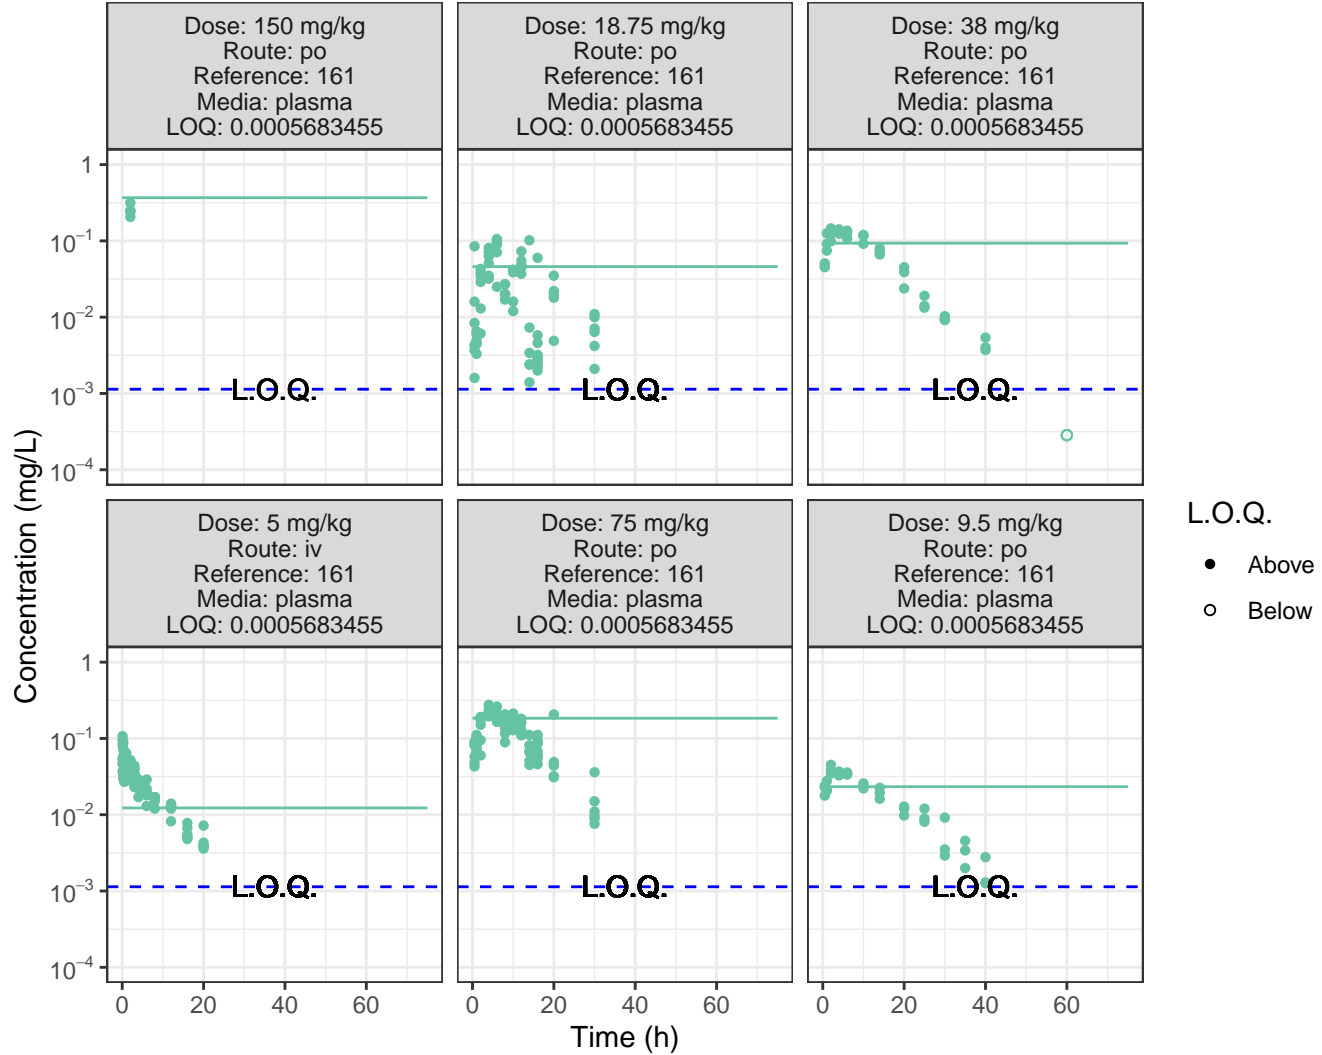 Dose: 150 mg/kg
Route: po
Reference: 161
Media: plasma
LOQ: 0.0005683455
Dose: 18.75 mg/kg
Route: po
Reference: 161
Media: plasma
LOQ: 0.0005683455
Dose: 38 mg/kg
Route: po
Reference: 161
Media: plasma
LOQ: 0.0005683455
1
10⁻¹
10⁻²
10⁻³
10⁻⁴
L.O.Q.
L.O.Q.
L.O.Q.
Dose: 5 mg/kg
Route: iv
Reference: 161
Media: plasma
LOQ: 0.0005683455
Dose: 75 mg/kg
Route: po
Reference: 161
Media: plasma
LOQ: 0.0005683455
Dose: 9.5 mg/kg
Route: po
Reference: 161
Media: plasma
LOQ: 0.0005683455
1
10⁻¹
10⁻²
10⁻³
10⁻⁴
L.O.Q.
L.O.Q.
L.O.Q.
0 20 40 60
0 20 40 60
0 20 40 60
Time (h)
Concentration (mg/L)
L.O.Q.
Above
Below